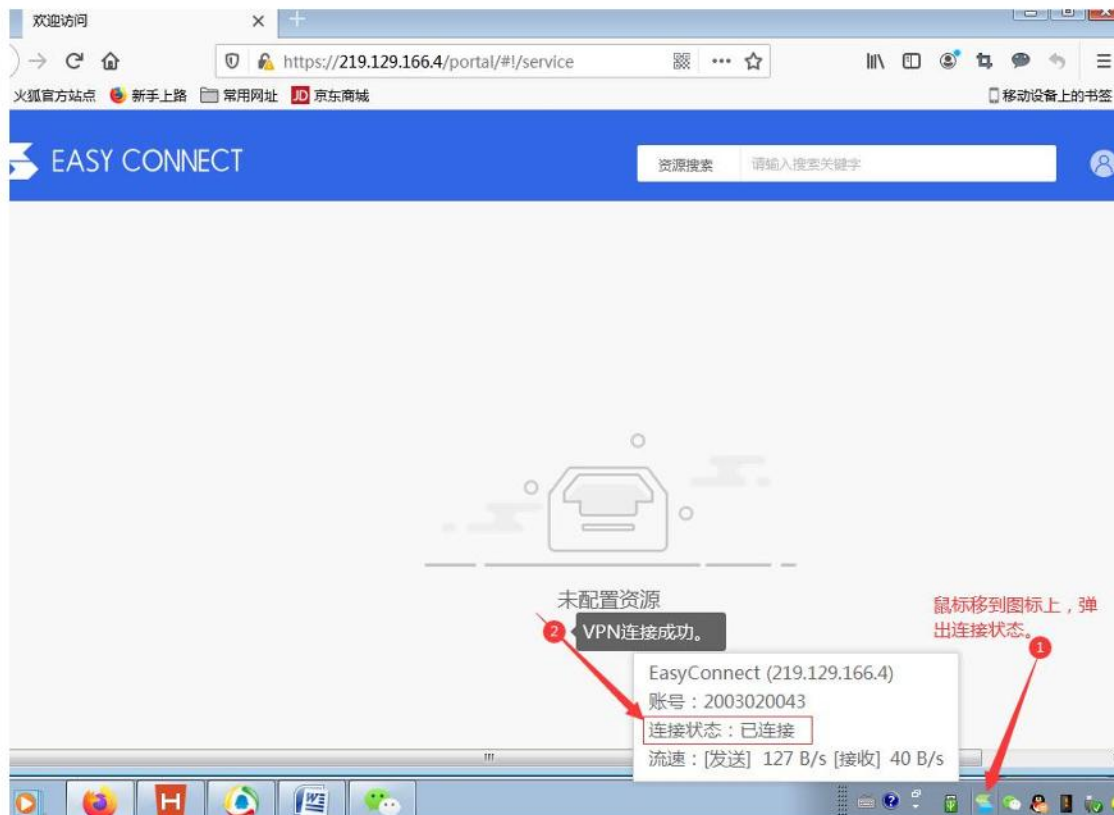 欢迎访问
https://219.129.166.4/portal/#!/service
火狐官方站点 新手上路 常用网址 JD 京东商城 移动设备上的书签
EASY CONNECT
资源搜索 请输入搜索关键字
未配置资源
鼠标移到图标上，弹
出连接状态。
1
2 VPN连接成功。
EasyConnect (219.129.166.4)
账号：2003020043
连接状态：已连接
流速：[发送] 127 B/s [接收] 40 B/s
H W